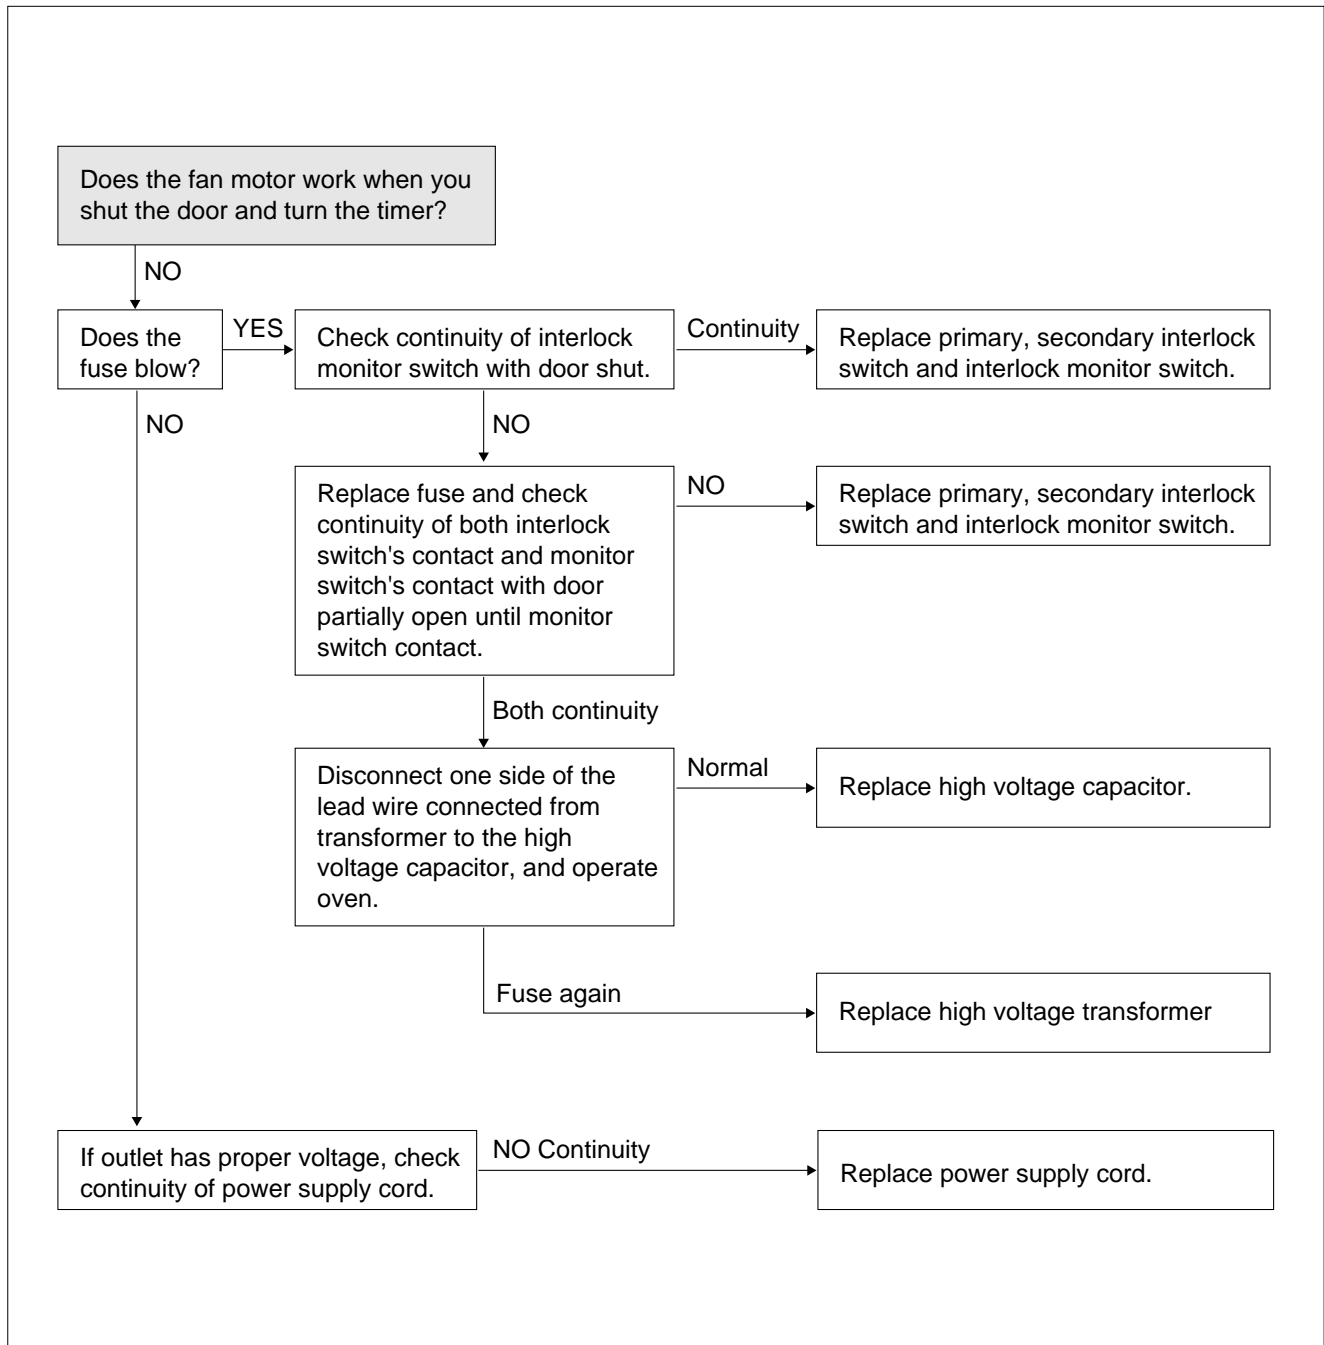 Does the fan motor work when you
shut the door and turn the timer?
NO
Does the
fuse blow?
YES
Check continuity of interlock
monitor switch with door shut.
Continuity
Replace primary, secondary interlock
switch and interlock monitor switch.
NO
NO
Replace fuse and check
continuity of both interlock
switch's contact and monitor
switch's contact with door
partially open until monitor
switch contact.
NO
Replace primary, secondary interlock
switch and interlock monitor switch.
Both continuity
Disconnect one side of the
lead wire connected from
transformer to the high
voltage capacitor, and operate
oven.
Normal
Replace high voltage capacitor.
Fuse again
Replace high voltage transformer
If outlet has proper voltage, check
continuity of power supply cord.
NO Continuity
Replace power supply cord.